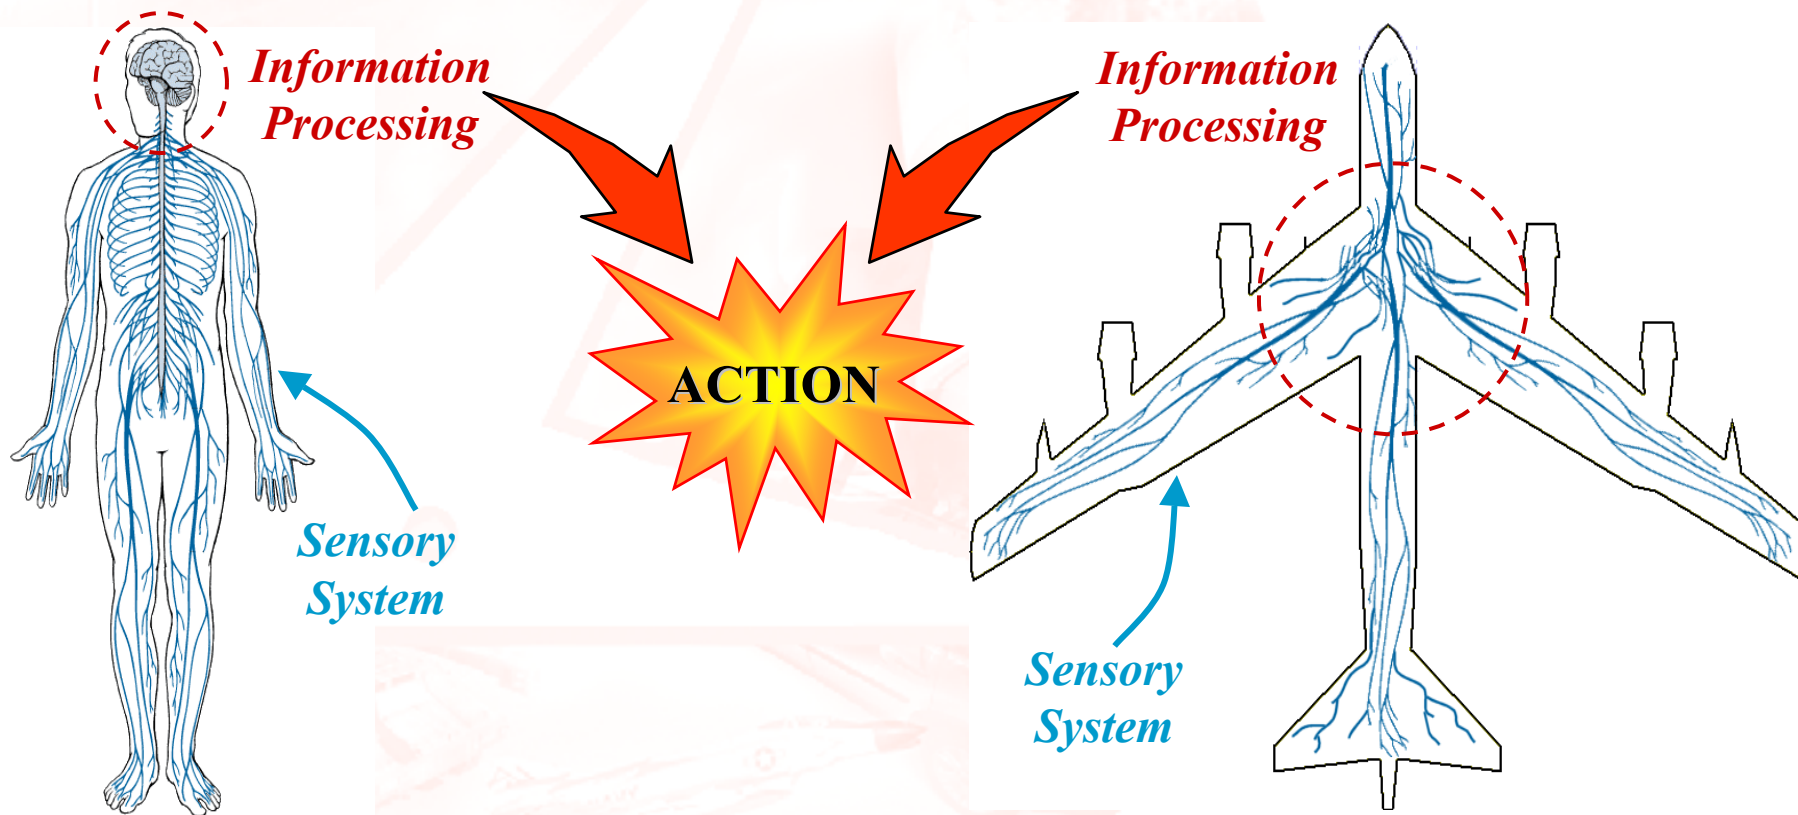 Information
Processing
Information
Processing
ACTION
Sensory
System
Sensory
System